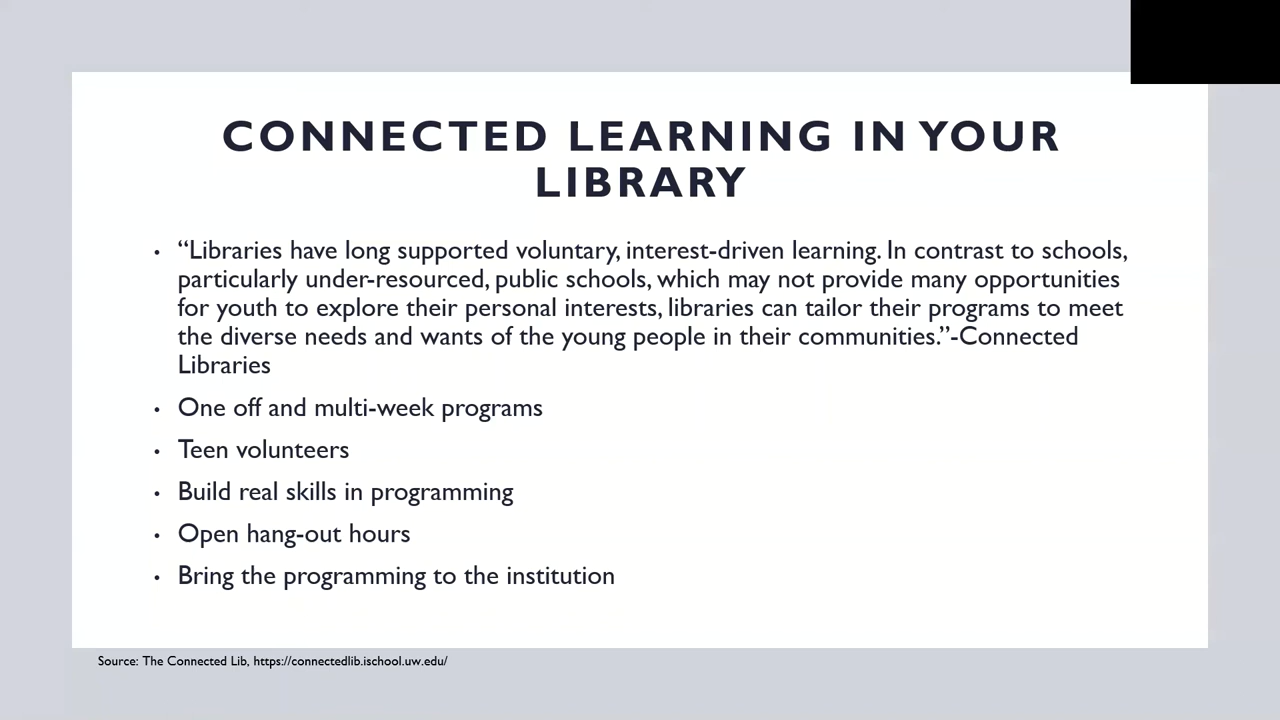 CONNECTED LEARNING IN YOUR
LIBRARY
• “Libraries have long supported voluntary, interest-driven learning. In contrast to schools,
particularly under-resourced, public schools, which may not provide many opportunities
for youth to explore their personal interests, libraries can tailor their programs to meet
the diverse needs and wants of the young people in their communities.”-Connected
Libraries
• One off and multi-week programs
• Teen volunteers
• Build real skills in programming
• Open hang-out hours
• Bring the programming to the institution
Source: The Connected Lib, https://connectedlib.ischool.uw.edu/